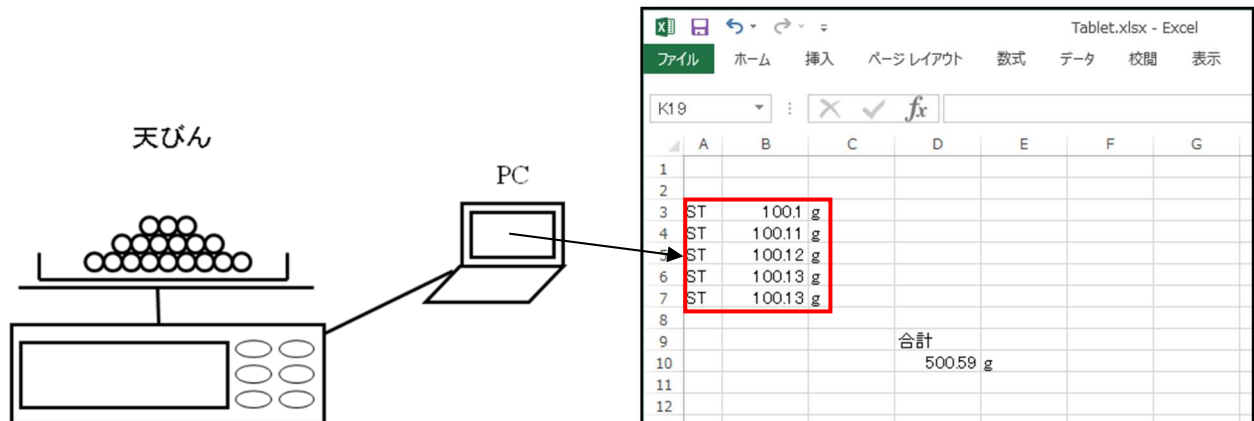 天びん
PC
Tablet.xlsx - Excel
ファイル ホーム 挿入 ページ レイアウト 数式 データ 校閲 表示
K19 fx
A B C D E F G
1
2
3 ST 100.1 g
4 ST 100.11 g
5 ST 100.12 g
6 ST 100.13 g
7 ST 100.13 g
8
9 合計
10 500.59 g
11
12